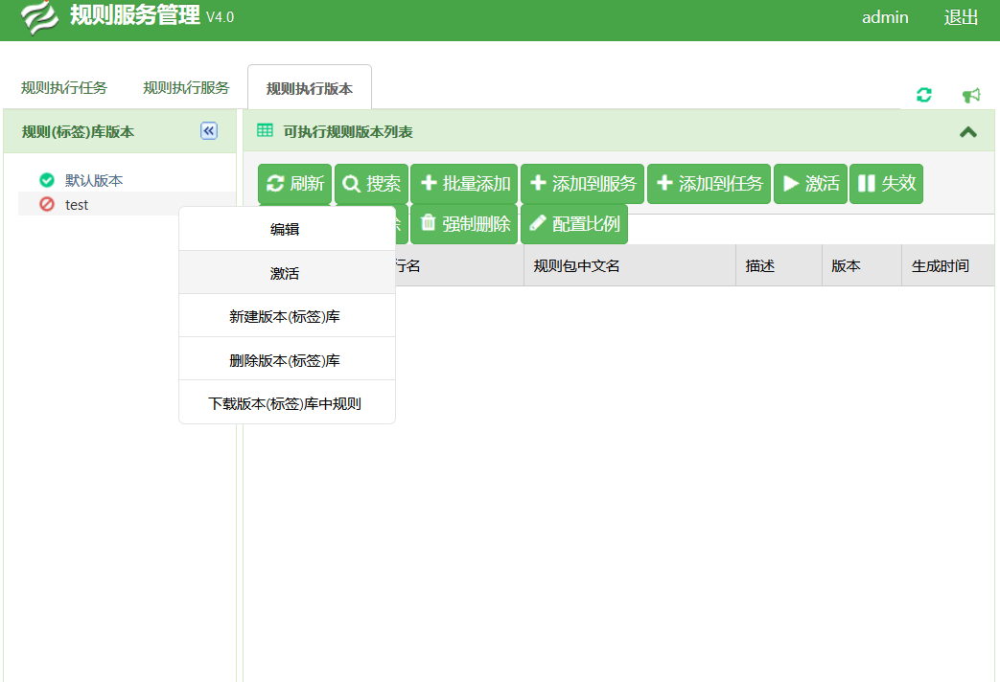 规则服务管理 V4.0 admin 退出
规则执行任务 规则执行服务 规则执行版本
规则(标签)库版本
可执行规则版本列表
默认版本
test
刷新 搜索 批量添加 添加到服务 添加到任务 激活 失效
强制删除 配置比例
行名 规则包中文名 描述 版本 生成时间
编辑
激活
新建版本(标签)库
删除版本(标签)库
下载版本(标签)库中规则